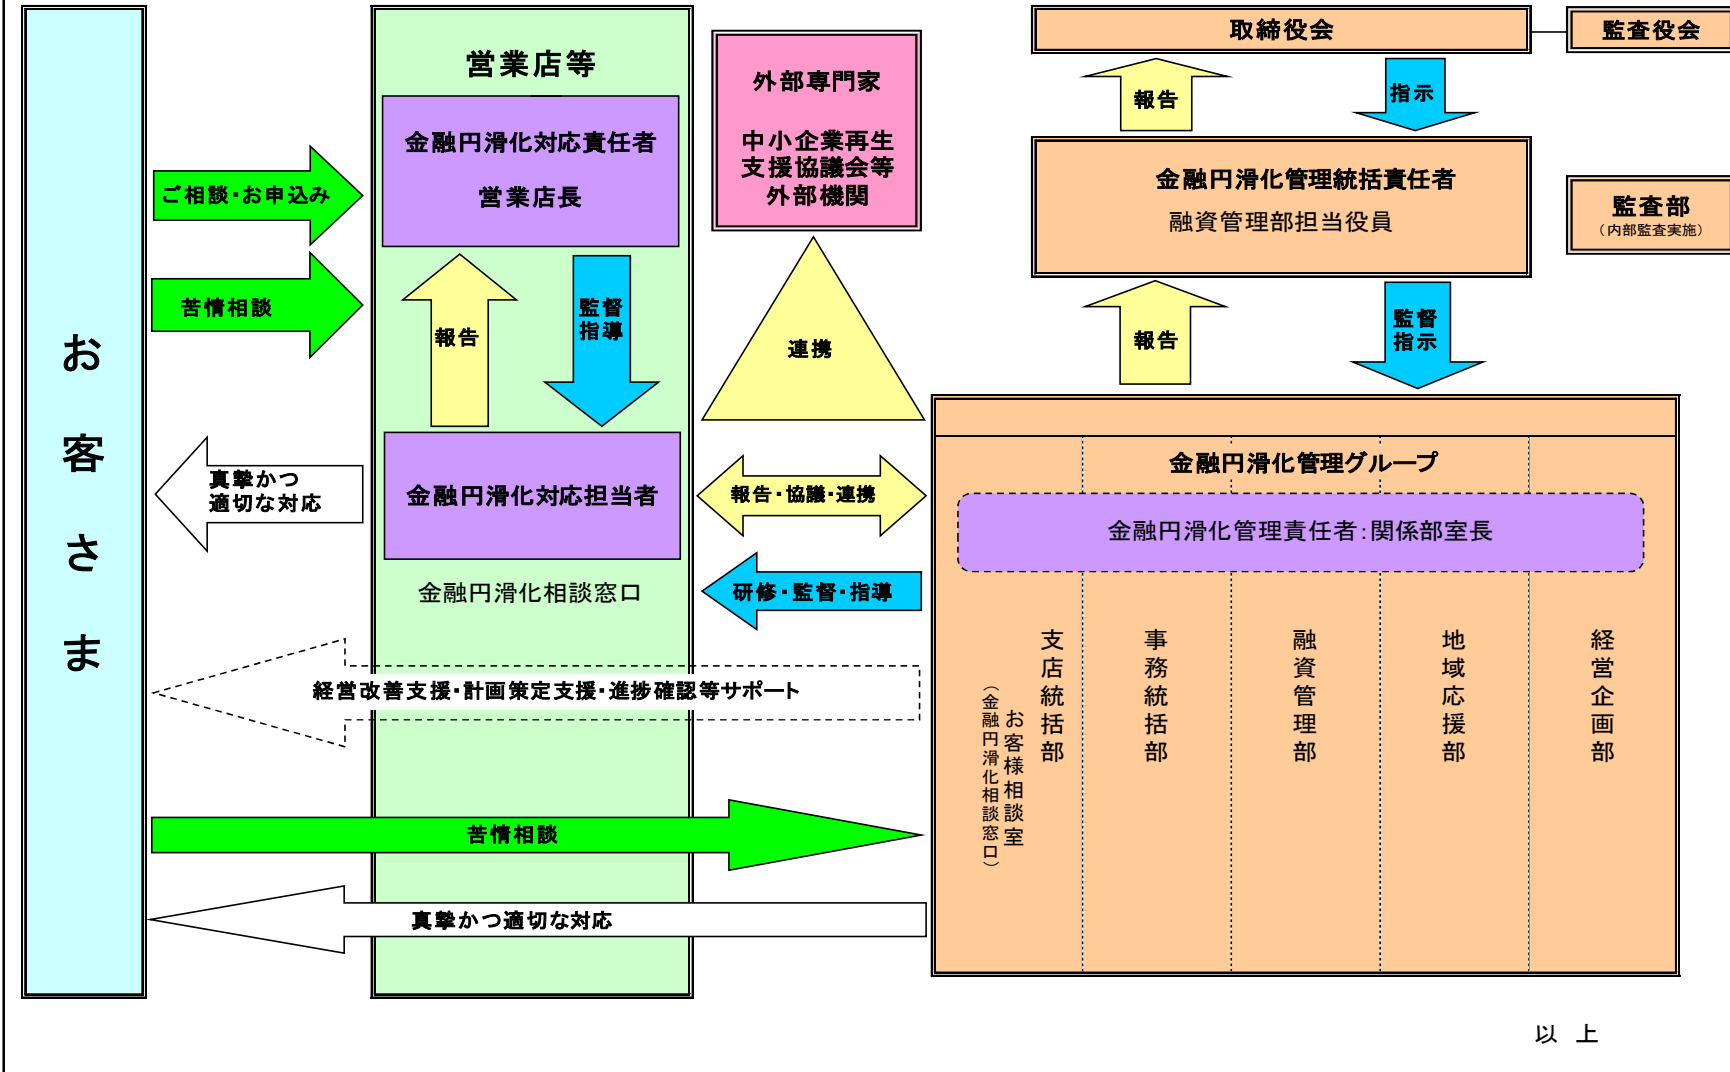 お客さま
営業店等
金融円滑化対応責任者
営業店長
報告
監督
指導
金融円滑化対応担当者
金融円滑化相談窓口
ご相談・お申込み
苦情相談
真摯かつ
適切な対応
外部専門家
中小企業再生
支援協議会等
外部機関
連携
報告・協議・連携
研修・監督・指導
経営改善支援・計画策定支援・進捗確認等サポート
苦情相談
真摯かつ適切な対応
取締役会
監査役会
報告
指示
金融円滑化管理統括責任者
融資管理部担当役員
監査部
（内部監査実施）
報告
監督
指示
金融円滑化管理グループ
金融円滑化管理責任者：関係部室長
支店統括部
お客様相談室
（金融円滑化相談窓口）
事務統括部
融資管理部
地域応援部
経営企画部
以 上